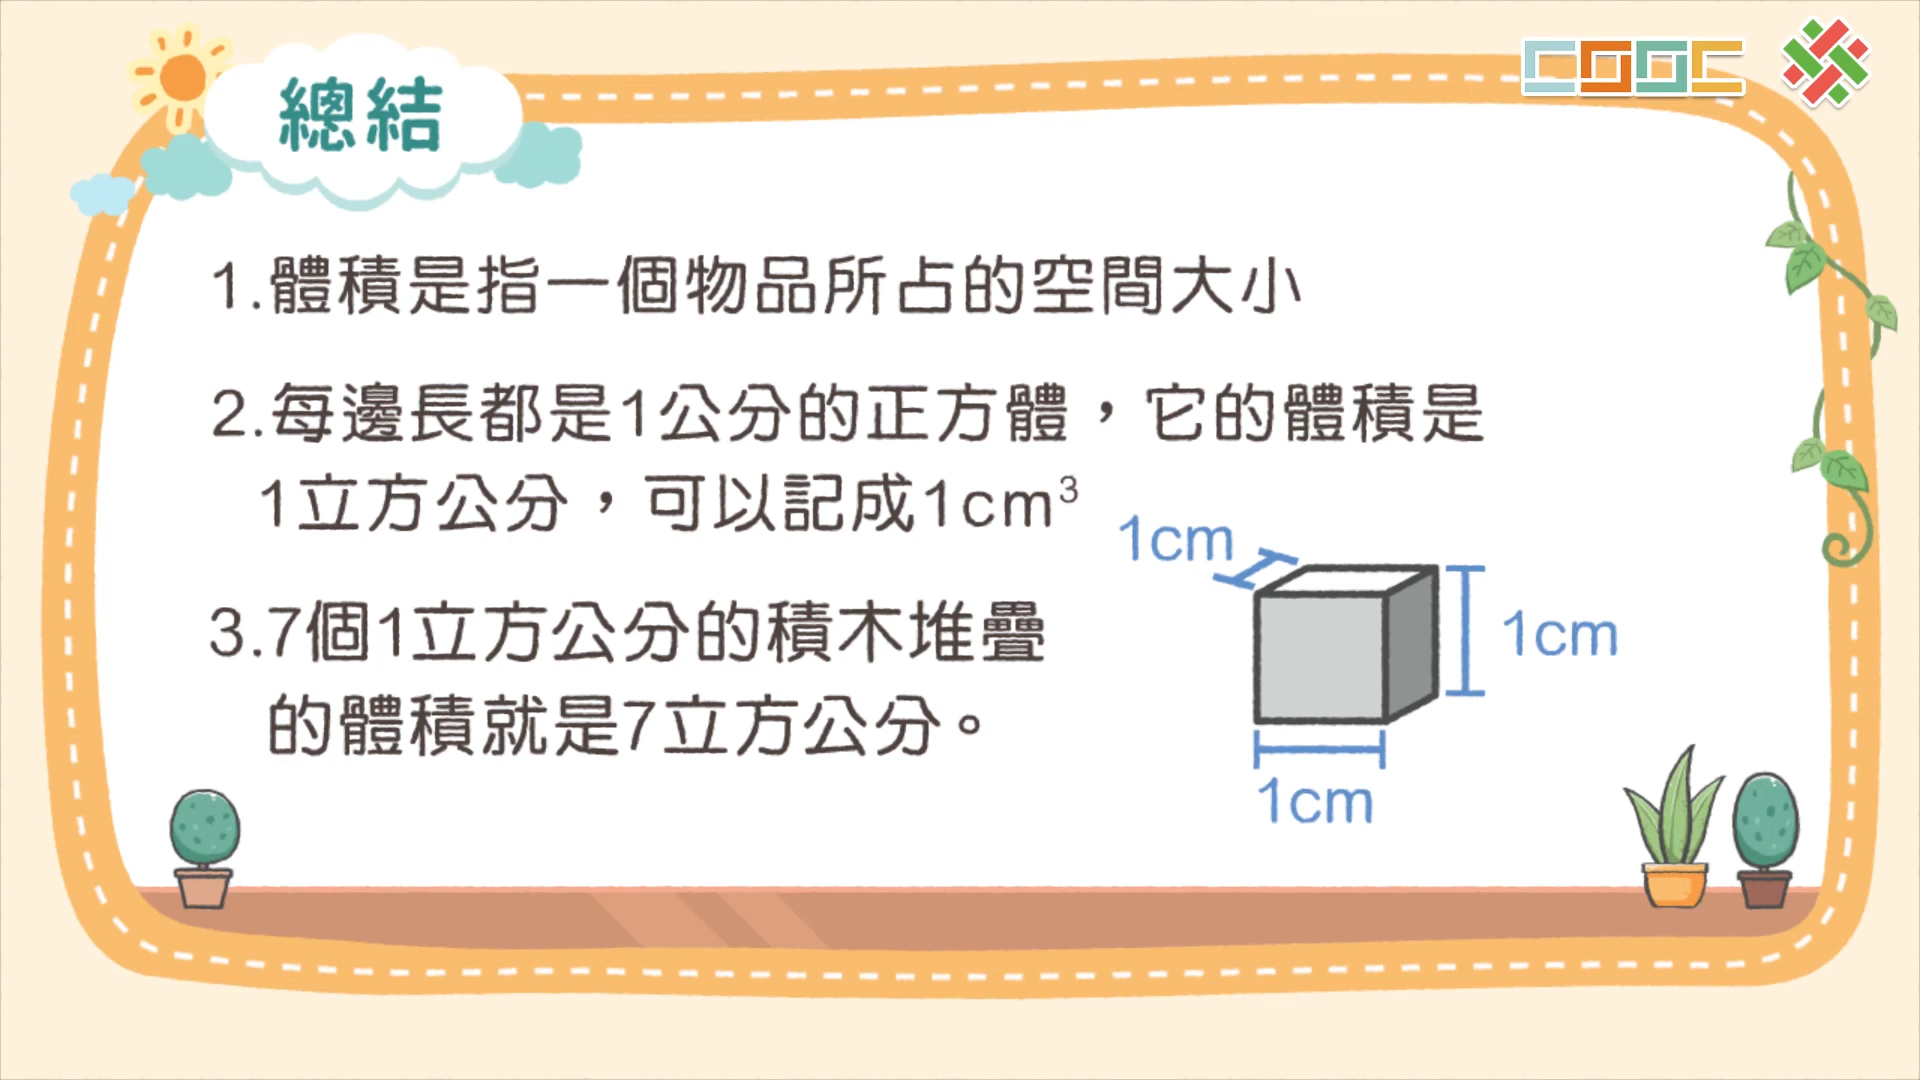 總結
1.體積是指一個物品所占的空間大小
2.每邊長都是1公分的正方體，它的體積是
1立方公分，可以記成1cm³
3.7個1立方公分的積木堆疊
的體積就是7立方公分。
1cm
1cm
1cm